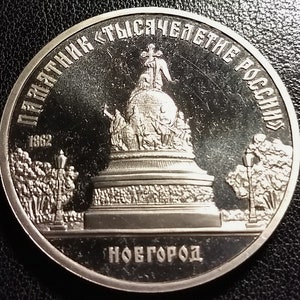 ПАМЯТНИК «ТЫСЯЧЕЛЕТИЕ РОССИИ»
1862
НОВГОРОД